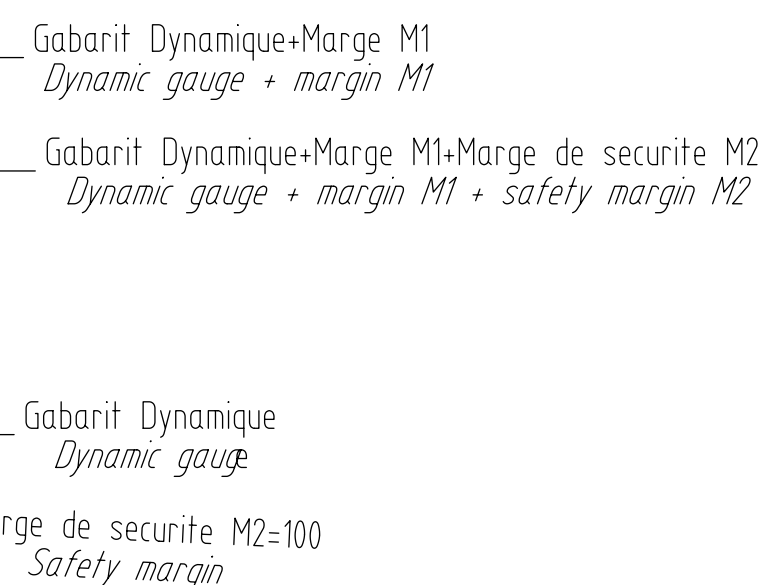 Gabarit Dynamique+Marge M1
Dynamic gauge + margin M1
Gabarit Dynamique+Marge M1+Marge de securite M2
Dynamic gauge + margin M1 + safety margin M2
Gabarit Dynamique
Dynamic gauge
rge de securite M2=100
Safety margin